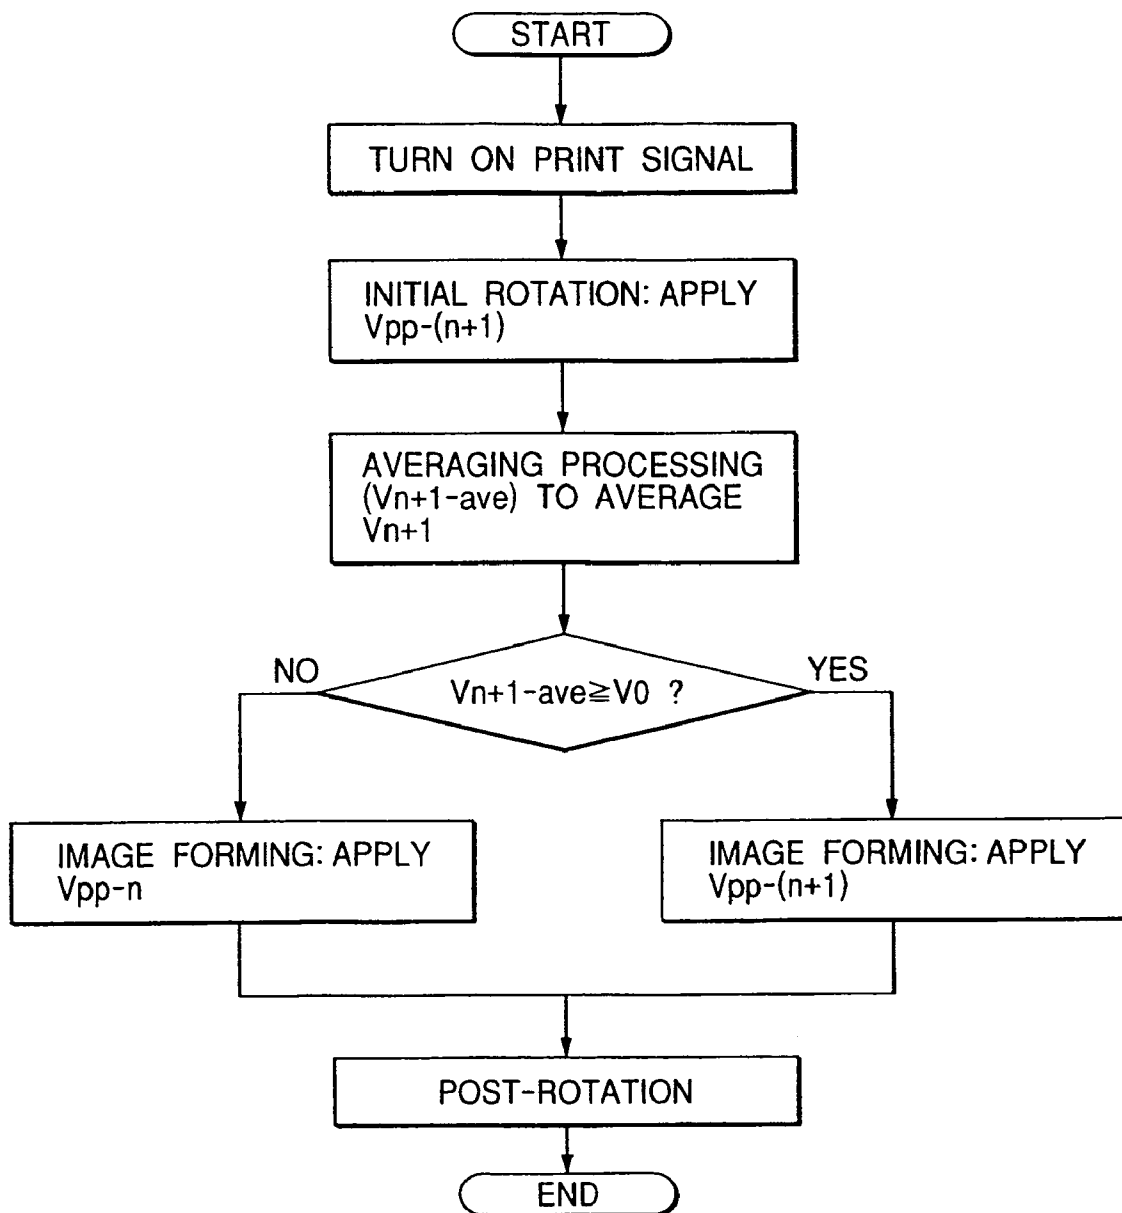 START
TURN ON PRINT SIGNAL
INITIAL ROTATION: APPLY
Vpp-(n+1)
AVERAGING PROCESSING
(Vn+1-ave) TO AVERAGE
Vn+1
NO
YES
Vn+1-ave≧V0 ?
IMAGE FORMING: APPLY
Vpp-n
IMAGE FORMING: APPLY
Vpp-(n+1)
POST-ROTATION
END